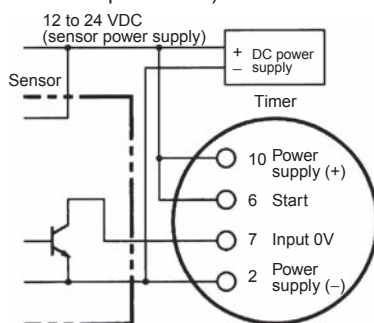 12 to 24 VDC
(sensor power supply)
+ DC power
– supply
Sensor
Timer
10 Power
supply (+)
6 Start
7 Input 0V
2 Power
supply (–)